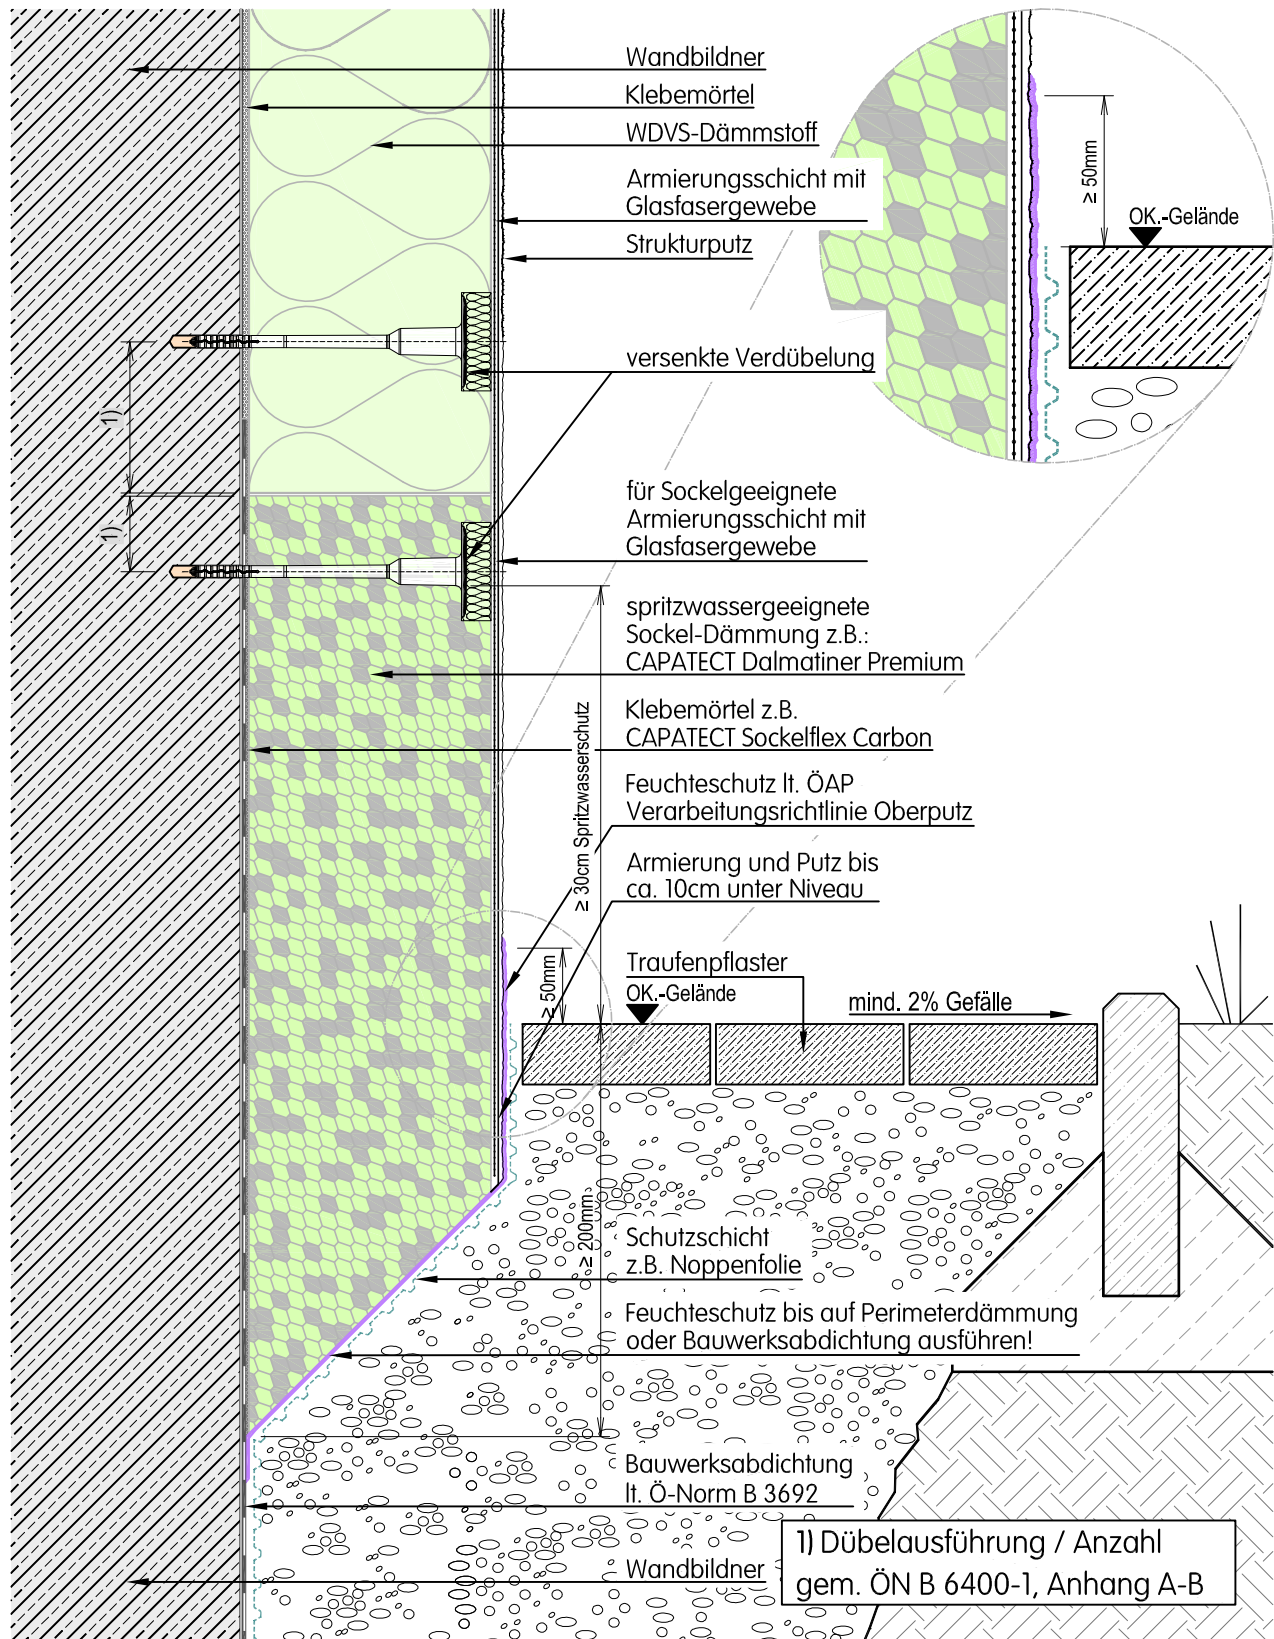 Wandbildner
Klebemörtel
WDVS-Dämmstoff
Armierungsschicht mit
Glasfasergewebe
Strukturputz
≥ 50mm
OK.-Gelände
versenkte Verdübelung
1)
1)
für Sockelgeeignete
Armierungsschicht mit
Glasfasergewebe
spritzwassergeeignete
Sockel-Dämmung z.B.:
CAPATECT Dalmatiner Premium
Klebemörtel z.B.
CAPATECT Sockelflex Carbon
≥ 30cm Spritzwasserschutz
Feuchteschutz lt. ÖAP
Verarbeitungsrichtlinie Oberputz
Armierung und Putz bis
ca. 10cm unter Niveau
≥ 50mm
Traufenpflaster
OK.-Gelände
mind. 2% Gefälle
≥ 200mm
Schutzschicht
z.B. Noppenfolie
Feuchteschutz bis auf Perimeterdämmung
oder Bauwerksabdichtung ausführen!
Bauwerksabdichtung
lt. Ö-Norm B 3692
Wandbildner
1) Dübelausführung / Anzahl
gem. ÖN B 6400-1, Anhang A-B